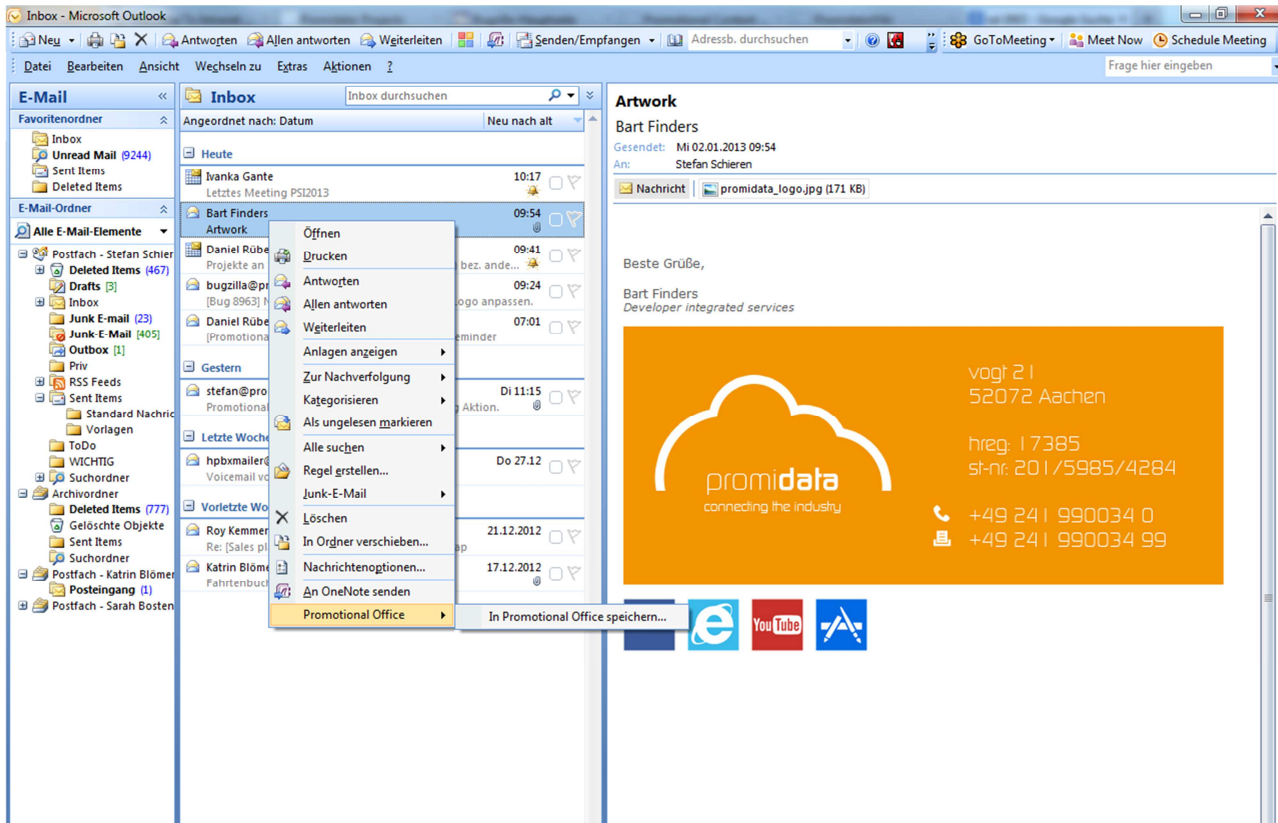 Inbox - Microsoft Outlook
Neu Antworten Allen antworten Weiterleiten Senden/Empfangen Adressb. durchsuchen GoToMeeting Meet Now Schedule Meeting
Datei Bearbeiten Ansicht Wechseln zu Extras Aktionen ? Frage hier eingeben
E-Mail
Favoritenordner
Inbox
Unread Mail (9244)
Sent Items
Deleted Items
E-Mail-Ordner
Alle E-Mail-Elemente
Postfach - Stefan Schier
Deleted Items (467)
Drafts [3]
Inbox
Junk E-mail (23)
Junk-E-Mail [405]
Outbox [1]
Priv
RSS Feeds
Sent Items
Standard Nachric
Vorlagen
ToDo
WICHTIG
Suchordner
Archivordner
Deleted Items (777)
Gelöschte Objekte
Sent Items
Suchordner
Postfach - Katrin Blömer
Posteingang (1)
Postfach - Sarah Bosten
Inbox Inbox durchsuchen
Angeordnet nach: Datum Neu nach alt
Heute
Ivanka Gante 10:17
Letztes Meeting PSI2013
Bart Finders 09:54
Artwork
Daniel Rübe 09:41
Projekte an bez. ande...
bugzilla@pr 09:24
[Bug 8963] ogo anpassen.
Daniel Rübe 07:01
[Promotiona eminder
Gestern
stefan@pro Di 11:15
Promotional g Aktion.
Letzte Woche
hpbxmailer@ Do 27.12
Voicemail vo
Vorletzte Wo
Roy Kemmer 21.12.2012
Re: [Sales pl ap
Katrin Blöme 17.12.2012
Fahrtenbuch
Öffnen
Drucken
Antworten
Allen antworten
Weiterleiten
Anlagen anzeigen
Zur Nachverfolgung
Kategorisieren
Als ungelesen markieren
Alle suchen
Regel erstellen...
Junk-E-Mail
Löschen
In Ordner verschieben...
Nachrichtenoptionen...
An OneNote senden
Promotional Office
In Promotional Office speichern...
Artwork
Bart Finders
Gesendet: Mi 02.01.2013 09:54
An: Stefan Schieren
Nachricht promidata_logo.jpg (171 KB)
Beste Grüße,
Bart Finders
Developer integrated services
promidata
connecting the industry
vogt 21
52072 Aachen
hreg: 17385
st-nr: 201/5985/4284
+49 241 990034 0
+49 241 990034 99
You Tube